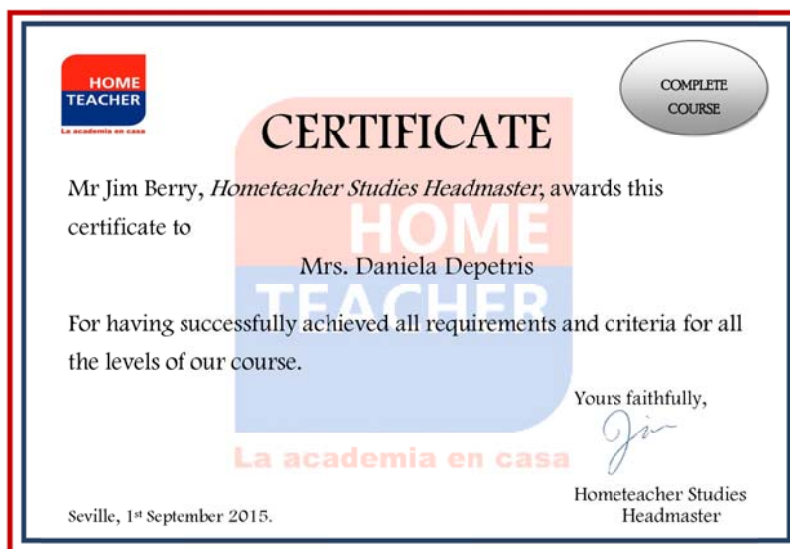 HOME
TEACHER
La academia en casa
COMPLETE
COURSE
CERTIFICATE
Mr Jim Berry, Hometeacher Studies Headmaster, awards this
certificate to
HOME
Mrs. Daniela Depetris
TEACHER
For having successfully achieved all requirements and criteria for all
the levels of our course.
Yours faithfully,
Jim
La academia en casa
Hometeacher Studies
Headmaster
Seville, 1st September 2015.